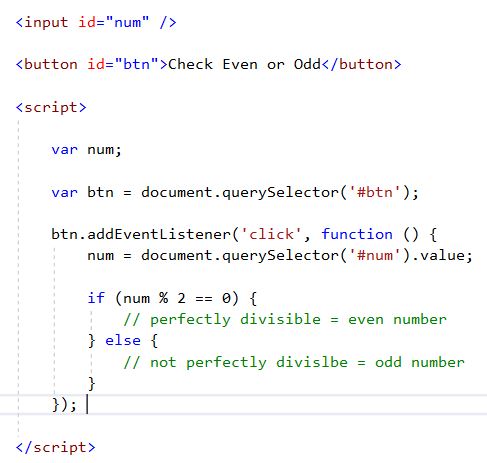 <input id="num" />
<button id="btn">Check Even or Odd</button>
<script>
var num;
var btn = document.querySelector('#btn');
btn.addEventListener('click', function () {
num = document.querySelector('#num').value;
if (num % 2 == 0) {
// perfectly divisible = even number
} else {
// not perfectly divislbe = odd number
}
});
</script>